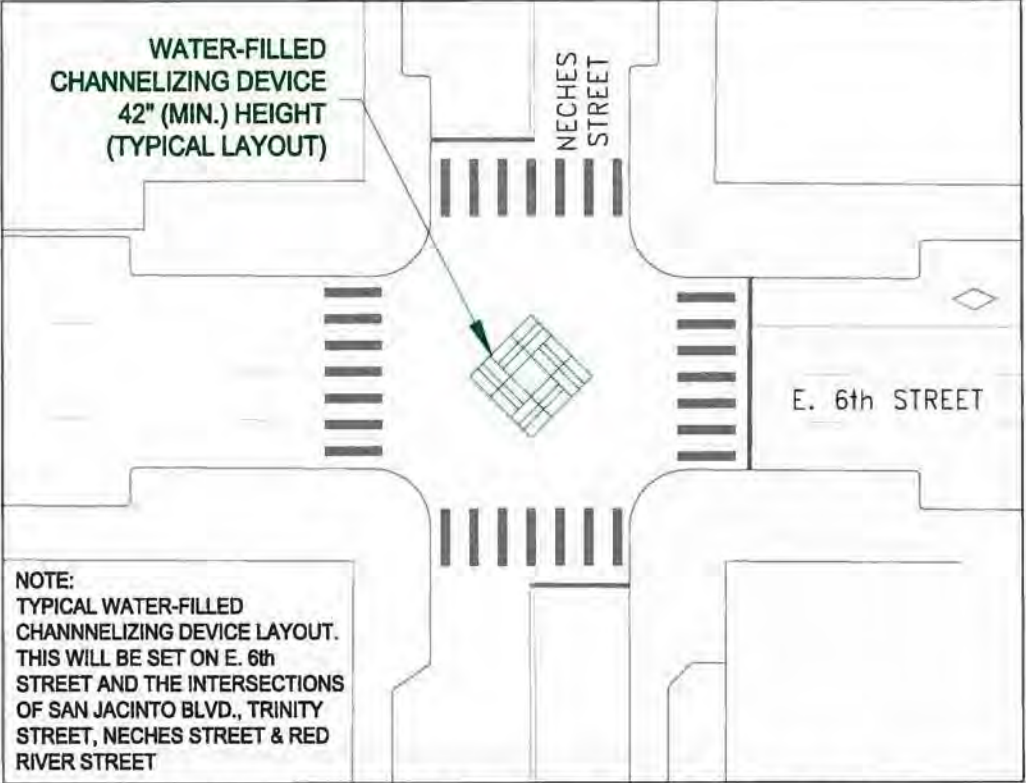 WATER-FILLED
CHANNELIZING DEVICE
42" (MIN.) HEIGHT
(TYPICAL LAYOUT)
NECHES
STREET
E. 6th STREET
NOTE:
TYPICAL WATER-FILLED
CHANNNELIZING DEVICE LAYOUT.
THIS WILL BE SET ON E. 6th
STREET AND THE INTERSECTIONS
OF SAN JACINTO BLVD., TRINITY
STREET, NECHES STREET & RED
RIVER STREET